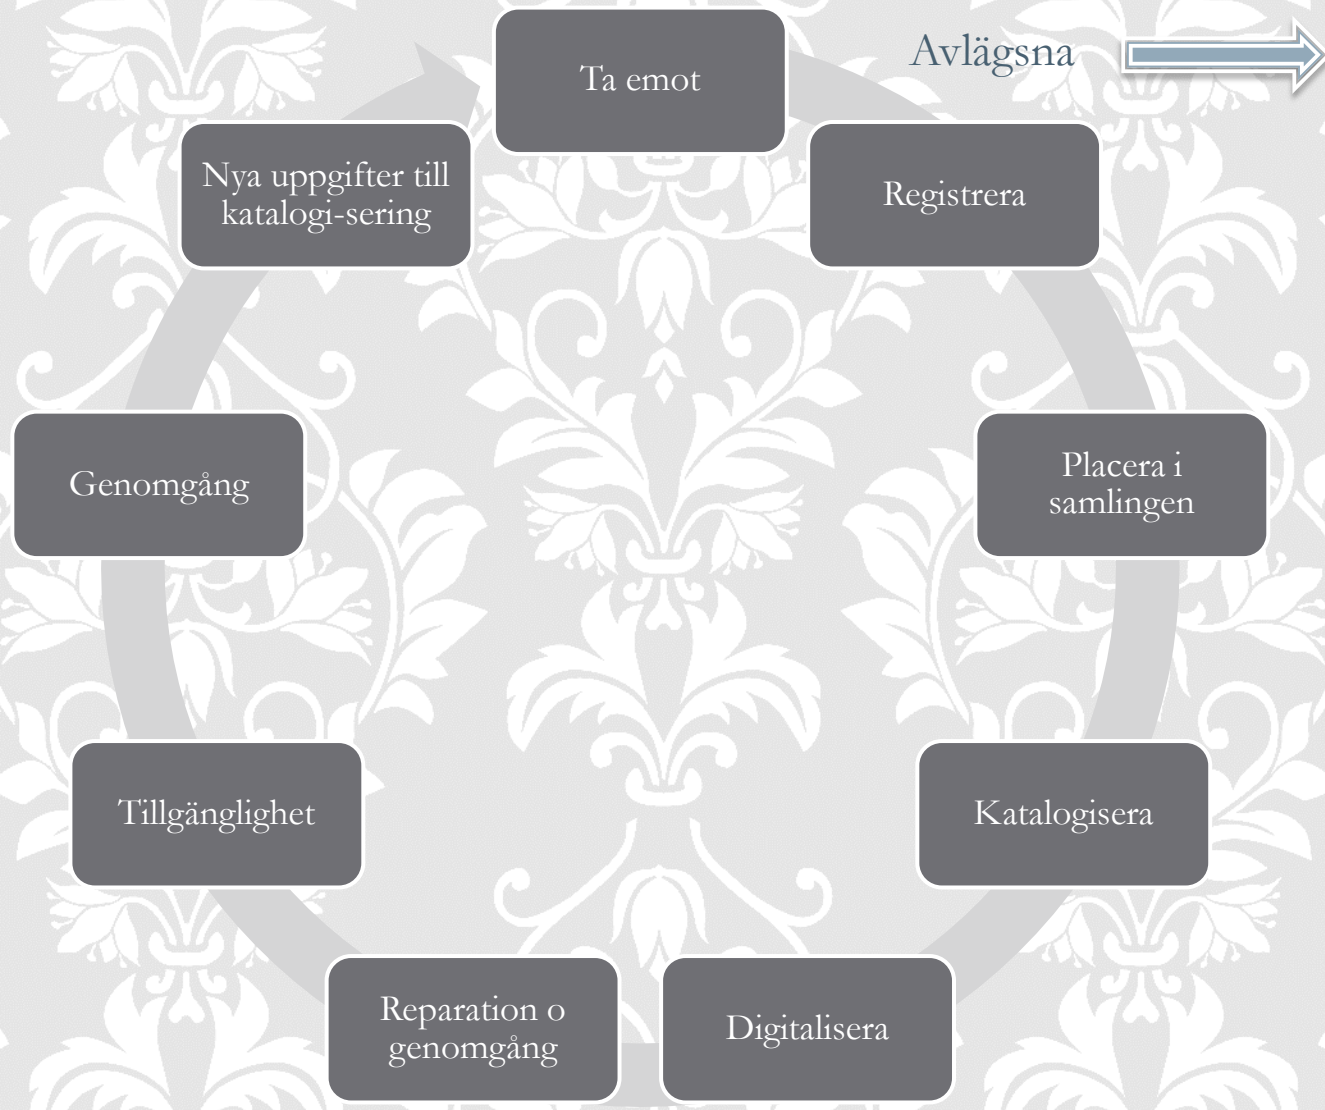 Ta emot
Avlägsna
Registrera
Placera i
samlingen
Katalogisera
Digitalisera
Reparation o
genomgång
Tillgänglighet
Genomgång
Nya uppgifter till
katalogi-sering